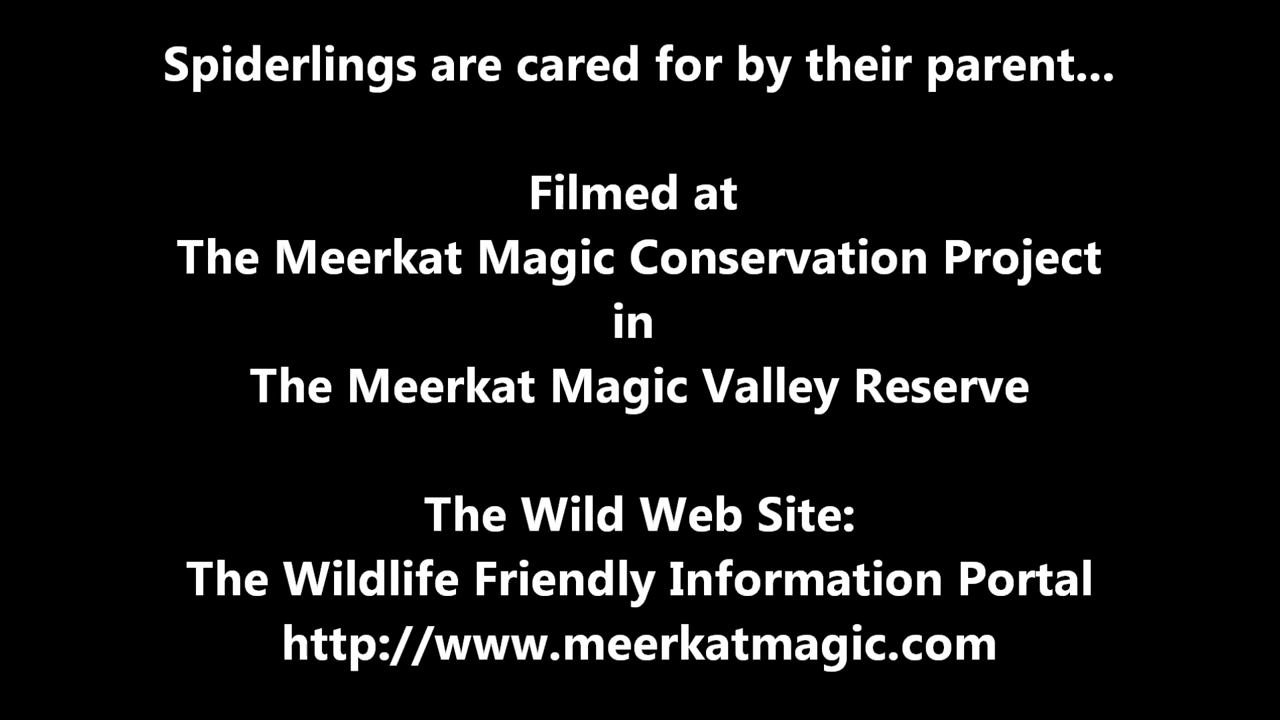 Spiderlings are cared for by their parent...
Filmed at
The Meerkat Magic Conservation Project
in
The Meerkat Magic Valley Reserve
The Wild Web Site:
The Wildlife Friendly Information Portal
http://www.meerkatmagic.com